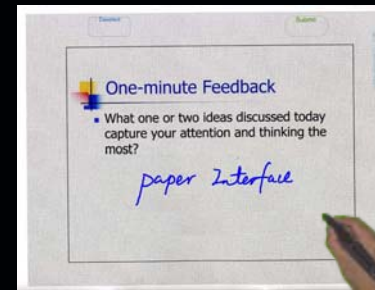 Submit
One-minute Feedback
What one or two ideas discussed today
capture your attention and thinking the
most?
paper Interface